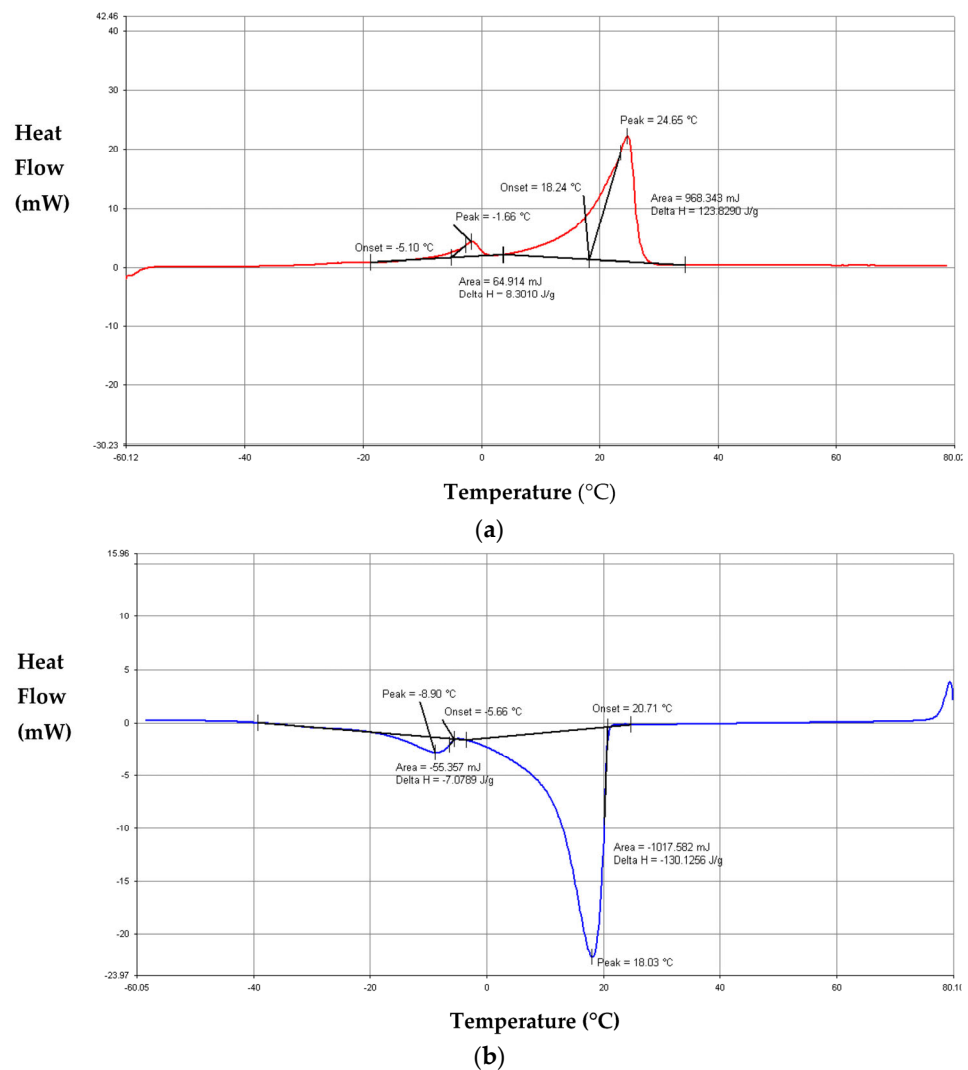 42.46
40
30
20
10
0
-10
-20
-30.23
-60.12
-40
-20
0
20
40
60
80.02
Heat
Flow
(mW)
Peak = 24.65 °C
Onset = 18.24 °C
Area = 968.343 mJ
Delta H = 123.8290 J/g
Peak = -1.66 °C
Onset = -5.10 °C
Area = 64.914 mJ
Delta H = 8.3010 J/g
Temperature (°C)
(a)
15.96
10
5
0
-5
-10
-15
-20
-23.97
-60.05
-40
-20
0
20
40
60
80.10
Heat
Flow
(mW)
Peak = -8.90 °C
Onset = -5.66 °C
Onset = 20.71 °C
Area = -55.357 mJ
Delta H = -7.0789 J/g
Area = -1017.582 mJ
Delta H = -130.1256 J/g
Peak = 18.03 °C
Temperature (°C)
(b)